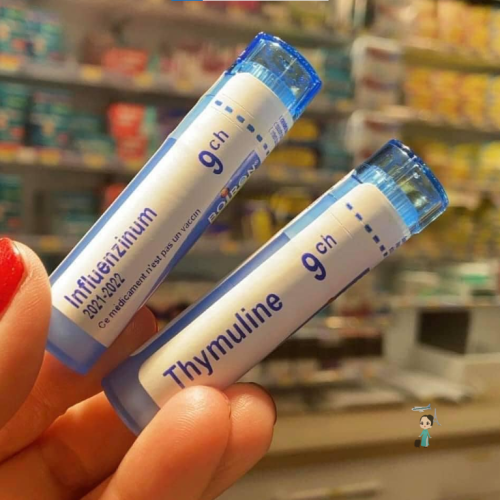 Influenzinum 9 ch
2021-2022
Ce médicament n'est pas un vaccin
BOIRON
Thymuline 9 ch